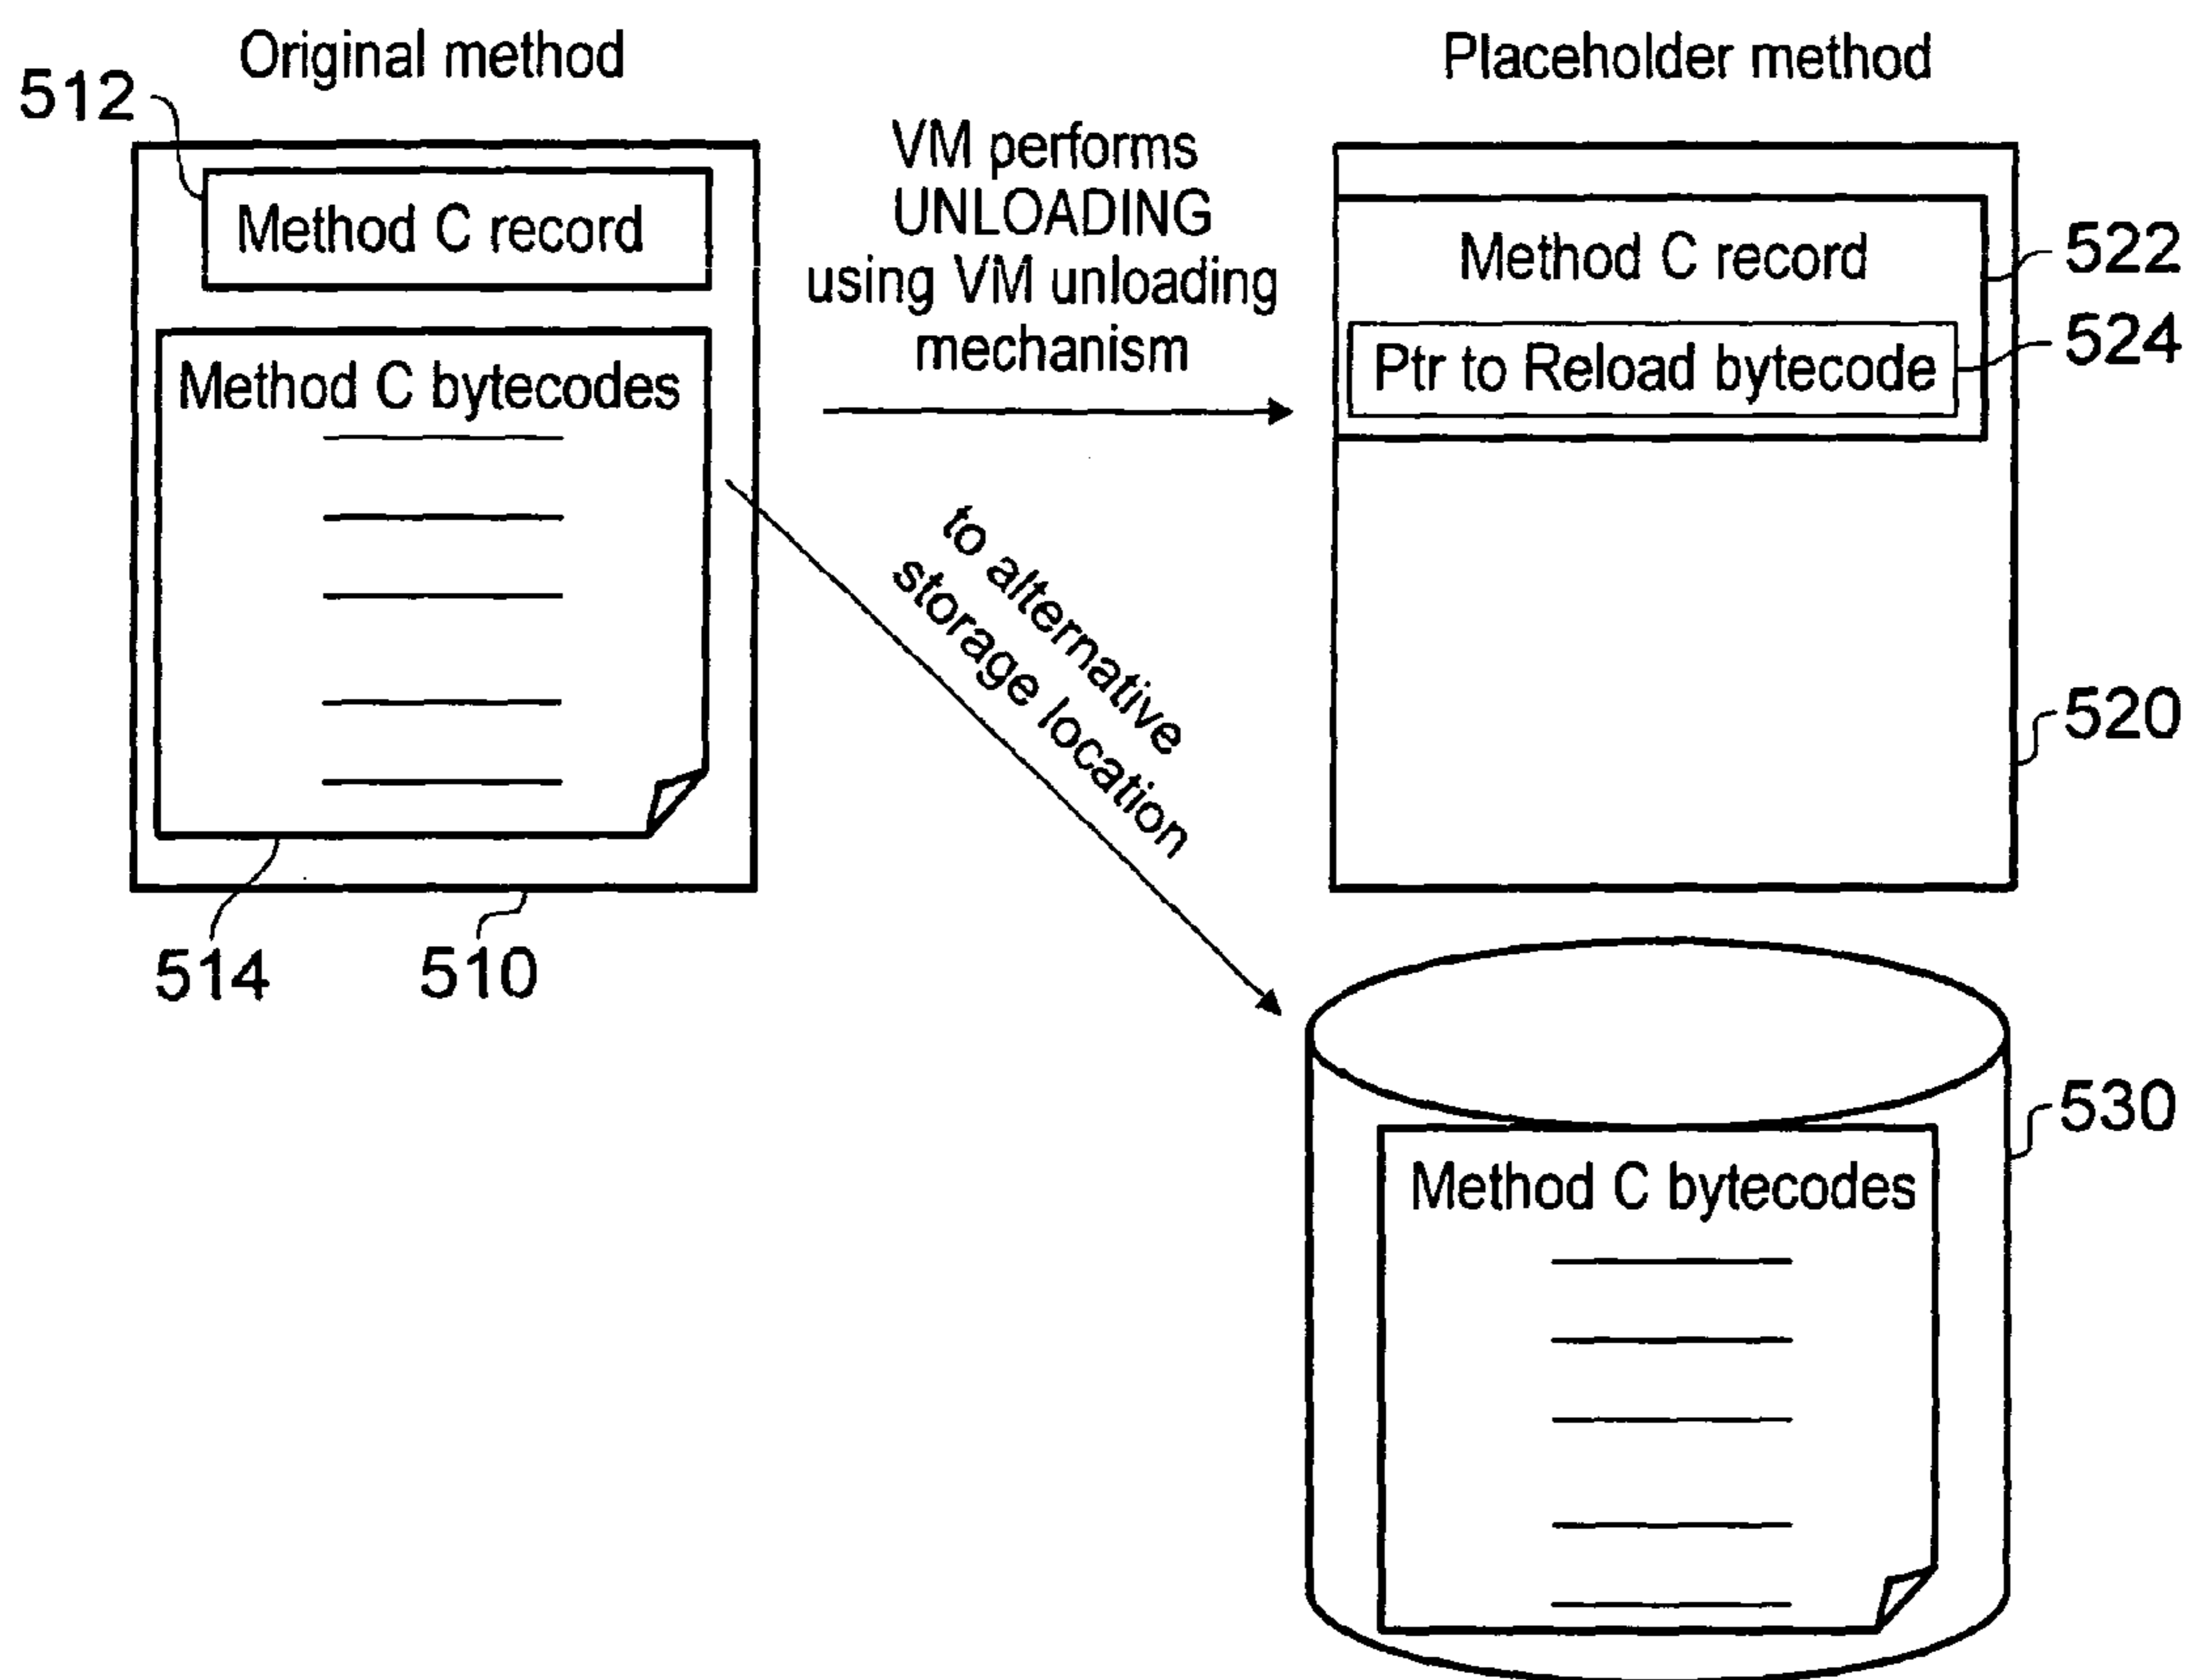 Original method
512
Method C record
Method C bytecodes
514
510
VM performs
UNLOADING
using VM unloading
mechanism
to alternative
storage location
Placeholder method
Method C record
522
Ptr to Reload bytecode
524
520
530
Method C bytecodes